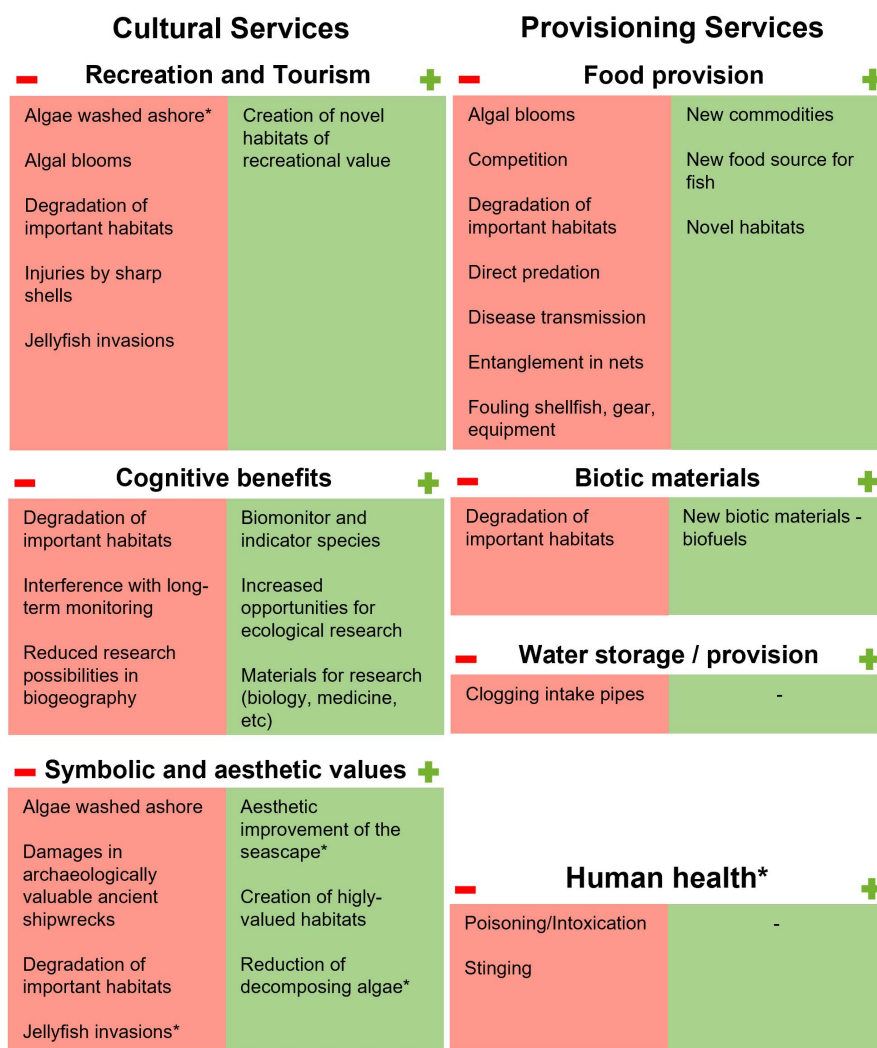 Cultural Services
Recreation and Tourism
Algae washed ashore*
Algal blooms
Degradation of
important habitats
Injuries by sharp
shells
Jellyfish invasions
Creation of novel
habitats of
recreational value
Cognitive benefits
Degradation of
important habitats
Interference with long-
term monitoring
Reduced research
possibilities in
biogeography
Biomonitor and
indicator species
Increased
opportunities for
ecological research
Materials for research
(biology, medicine,
etc)
Symbolic and aesthetic values
Algae washed ashore
Damages in
archaeologically
valuable ancient
shipwrecks
Degradation of
important habitats
Jellyfish invasions*
Aesthetic
improvement of the
seascape*
Creation of higly-
valued habitats
Reduction of
decomposing algae*
Provisioning Services
Food provision
Algal blooms
Competition
Degradation of
important habitats
Direct predation
Disease transmission
Entanglement in nets
Fouling shellfish, gear,
equipment
New commodities
New food source for
fish
Novel habitats
Biotic materials
Degradation of
important habitats
New biotic materials -
biofuels
Water storage / provision
Clogging intake pipes
-
Human health*
Poisoning/Intoxication
Stinging
-